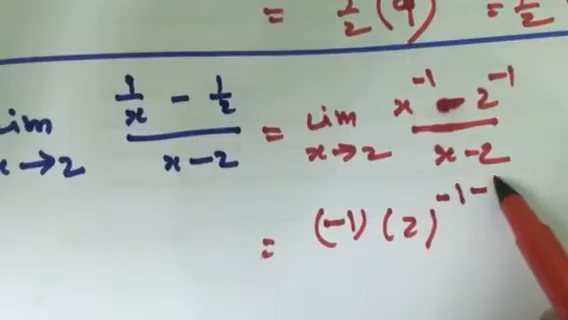 = 1/2 (9) = 1/2
lim x→2 (1/x - 1/2)/(x-2) = lim x→2 (x^-1 - 2^-1)/(x-2)
= (-1) (2)^-1-